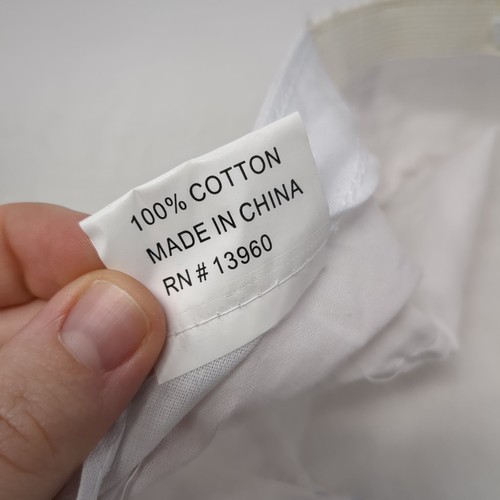 100% COTTON
MADE IN CHINA
RN # 13960